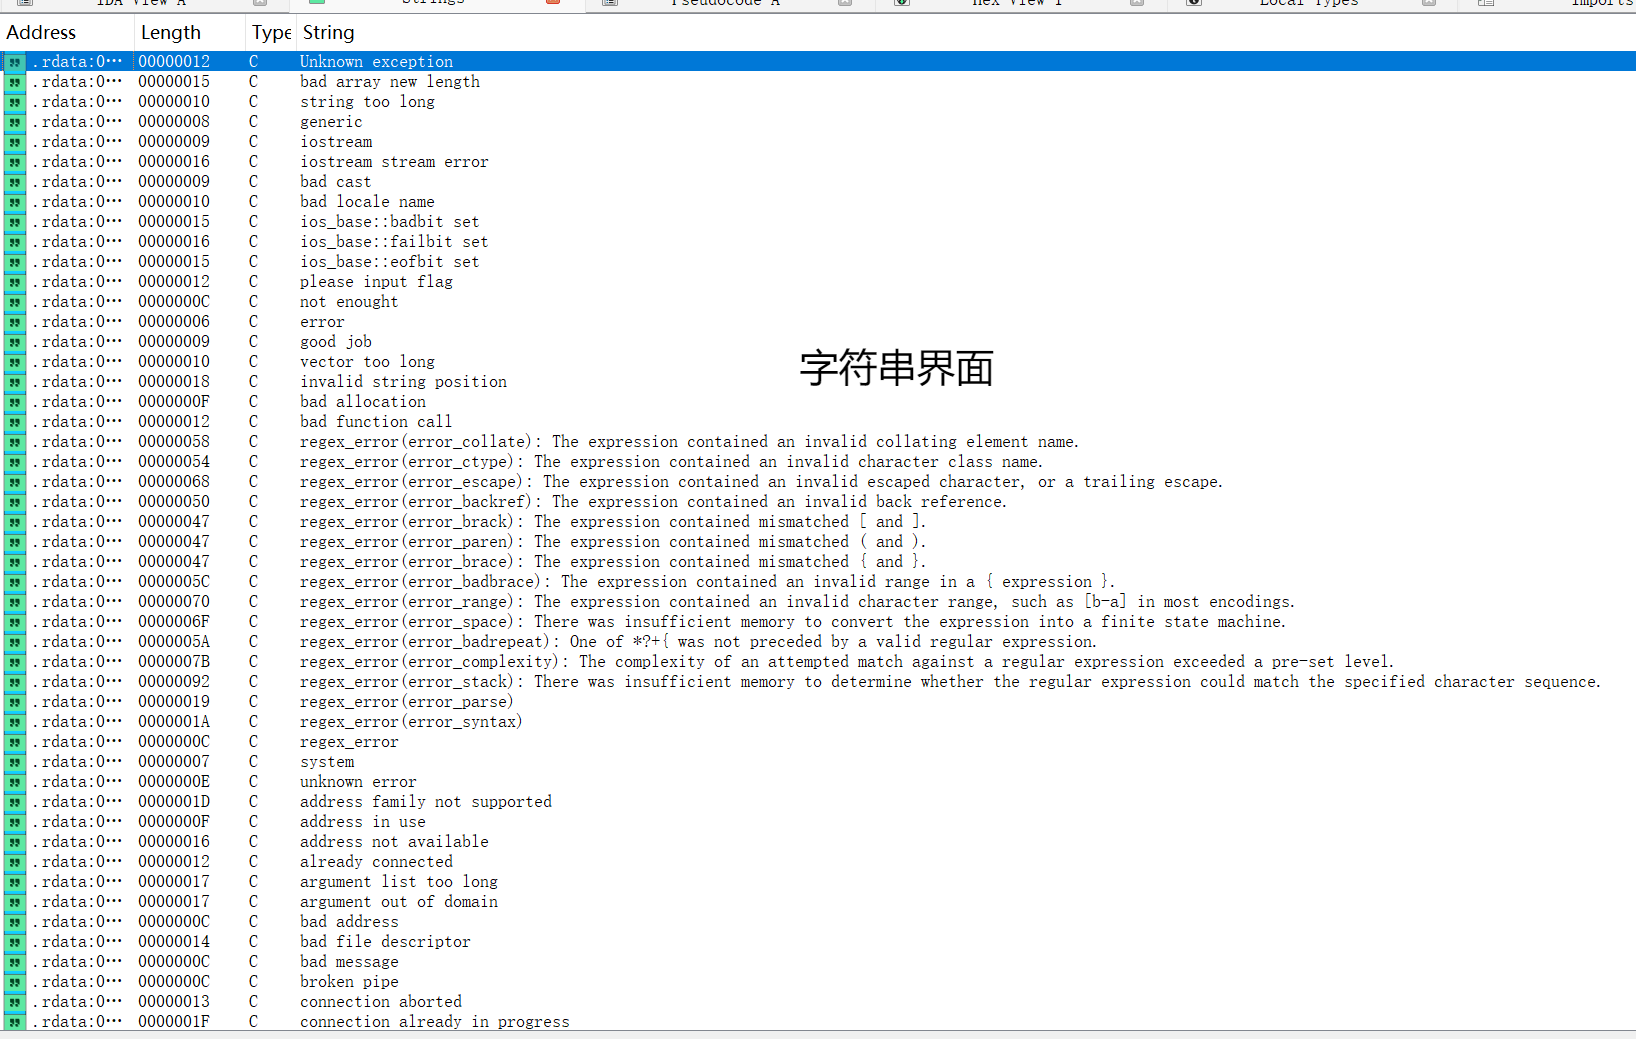 IDA View A Strings Pseudocode A Hex View 1 Local Types Imports
Address Length Type String
.rdata:0… 00000012 C Unknown exception
.rdata:0… 00000015 C bad array new length
.rdata:0… 00000010 C string too long
.rdata:0… 00000008 C generic
.rdata:0… 00000009 C iostream
.rdata:0… 00000016 C iostream stream error
.rdata:0… 00000009 C bad cast
.rdata:0… 00000010 C bad locale name
.rdata:0… 00000015 C ios_base::badbit set
.rdata:0… 00000016 C ios_base::failbit set
.rdata:0… 00000015 C ios_base::eofbit set
.rdata:0… 00000012 C please input flag
.rdata:0… 0000000C C not enought
.rdata:0… 00000006 C error
.rdata:0… 00000009 C good job
.rdata:0… 00000010 C vector too long
字符串界面
.rdata:0… 00000018 C invalid string position
.rdata:0… 0000000F C bad allocation
.rdata:0… 00000012 C bad function call
.rdata:0… 00000058 C regex_error(error_collate): The expression contained an invalid collating element name.
.rdata:0… 00000054 C regex_error(error_ctype): The expression contained an invalid character class name.
.rdata:0… 00000068 C regex_error(error_escape): The expression contained an invalid escaped character, or a trailing escape.
.rdata:0… 00000050 C regex_error(error_backref): The expression contained an invalid back reference.
.rdata:0… 00000047 C regex_error(error_brack): The expression contained mismatched [ and ].
.rdata:0… 00000047 C regex_error(error_paren): The expression contained mismatched ( and ).
.rdata:0… 00000047 C regex_error(error_brace): The expression contained mismatched { and }.
.rdata:0… 0000005C C regex_error(error_badbrace): The expression contained an invalid range in a { expression }.
.rdata:0… 00000070 C regex_error(error_range): The expression contained an invalid character range, such as [b-a] in most encodings.
.rdata:0… 0000006F C regex_error(error_space): There was insufficient memory to convert the expression into a finite state machine.
.rdata:0… 0000005A C regex_error(error_badrepeat): One of *?+{ was not preceded by a valid regular expression.
.rdata:0… 0000007B C regex_error(error_complexity): The complexity of an attempted match against a regular expression exceeded a pre-set level.
.rdata:0… 00000092 C regex_error(error_stack): There was insufficient memory to determine whether the regular expression could match the specified character sequence.
.rdata:0… 00000019 C regex_error(error_parse)
.rdata:0… 0000001A C regex_error(error_syntax)
.rdata:0… 0000000C C regex_error
.rdata:0… 00000007 C system
.rdata:0… 0000000E C unknown error
.rdata:0… 0000001D C address family not supported
.rdata:0… 0000000F C address in use
.rdata:0… 00000016 C address not available
.rdata:0… 00000012 C already connected
.rdata:0… 00000017 C argument list too long
.rdata:0… 00000017 C argument out of domain
.rdata:0… 0000000C C bad address
.rdata:0… 00000014 C bad file descriptor
.rdata:0… 0000000C C bad message
.rdata:0… 0000000C C broken pipe
.rdata:0… 00000013 C connection aborted
.rdata:0… 0000001F C connection already in progress